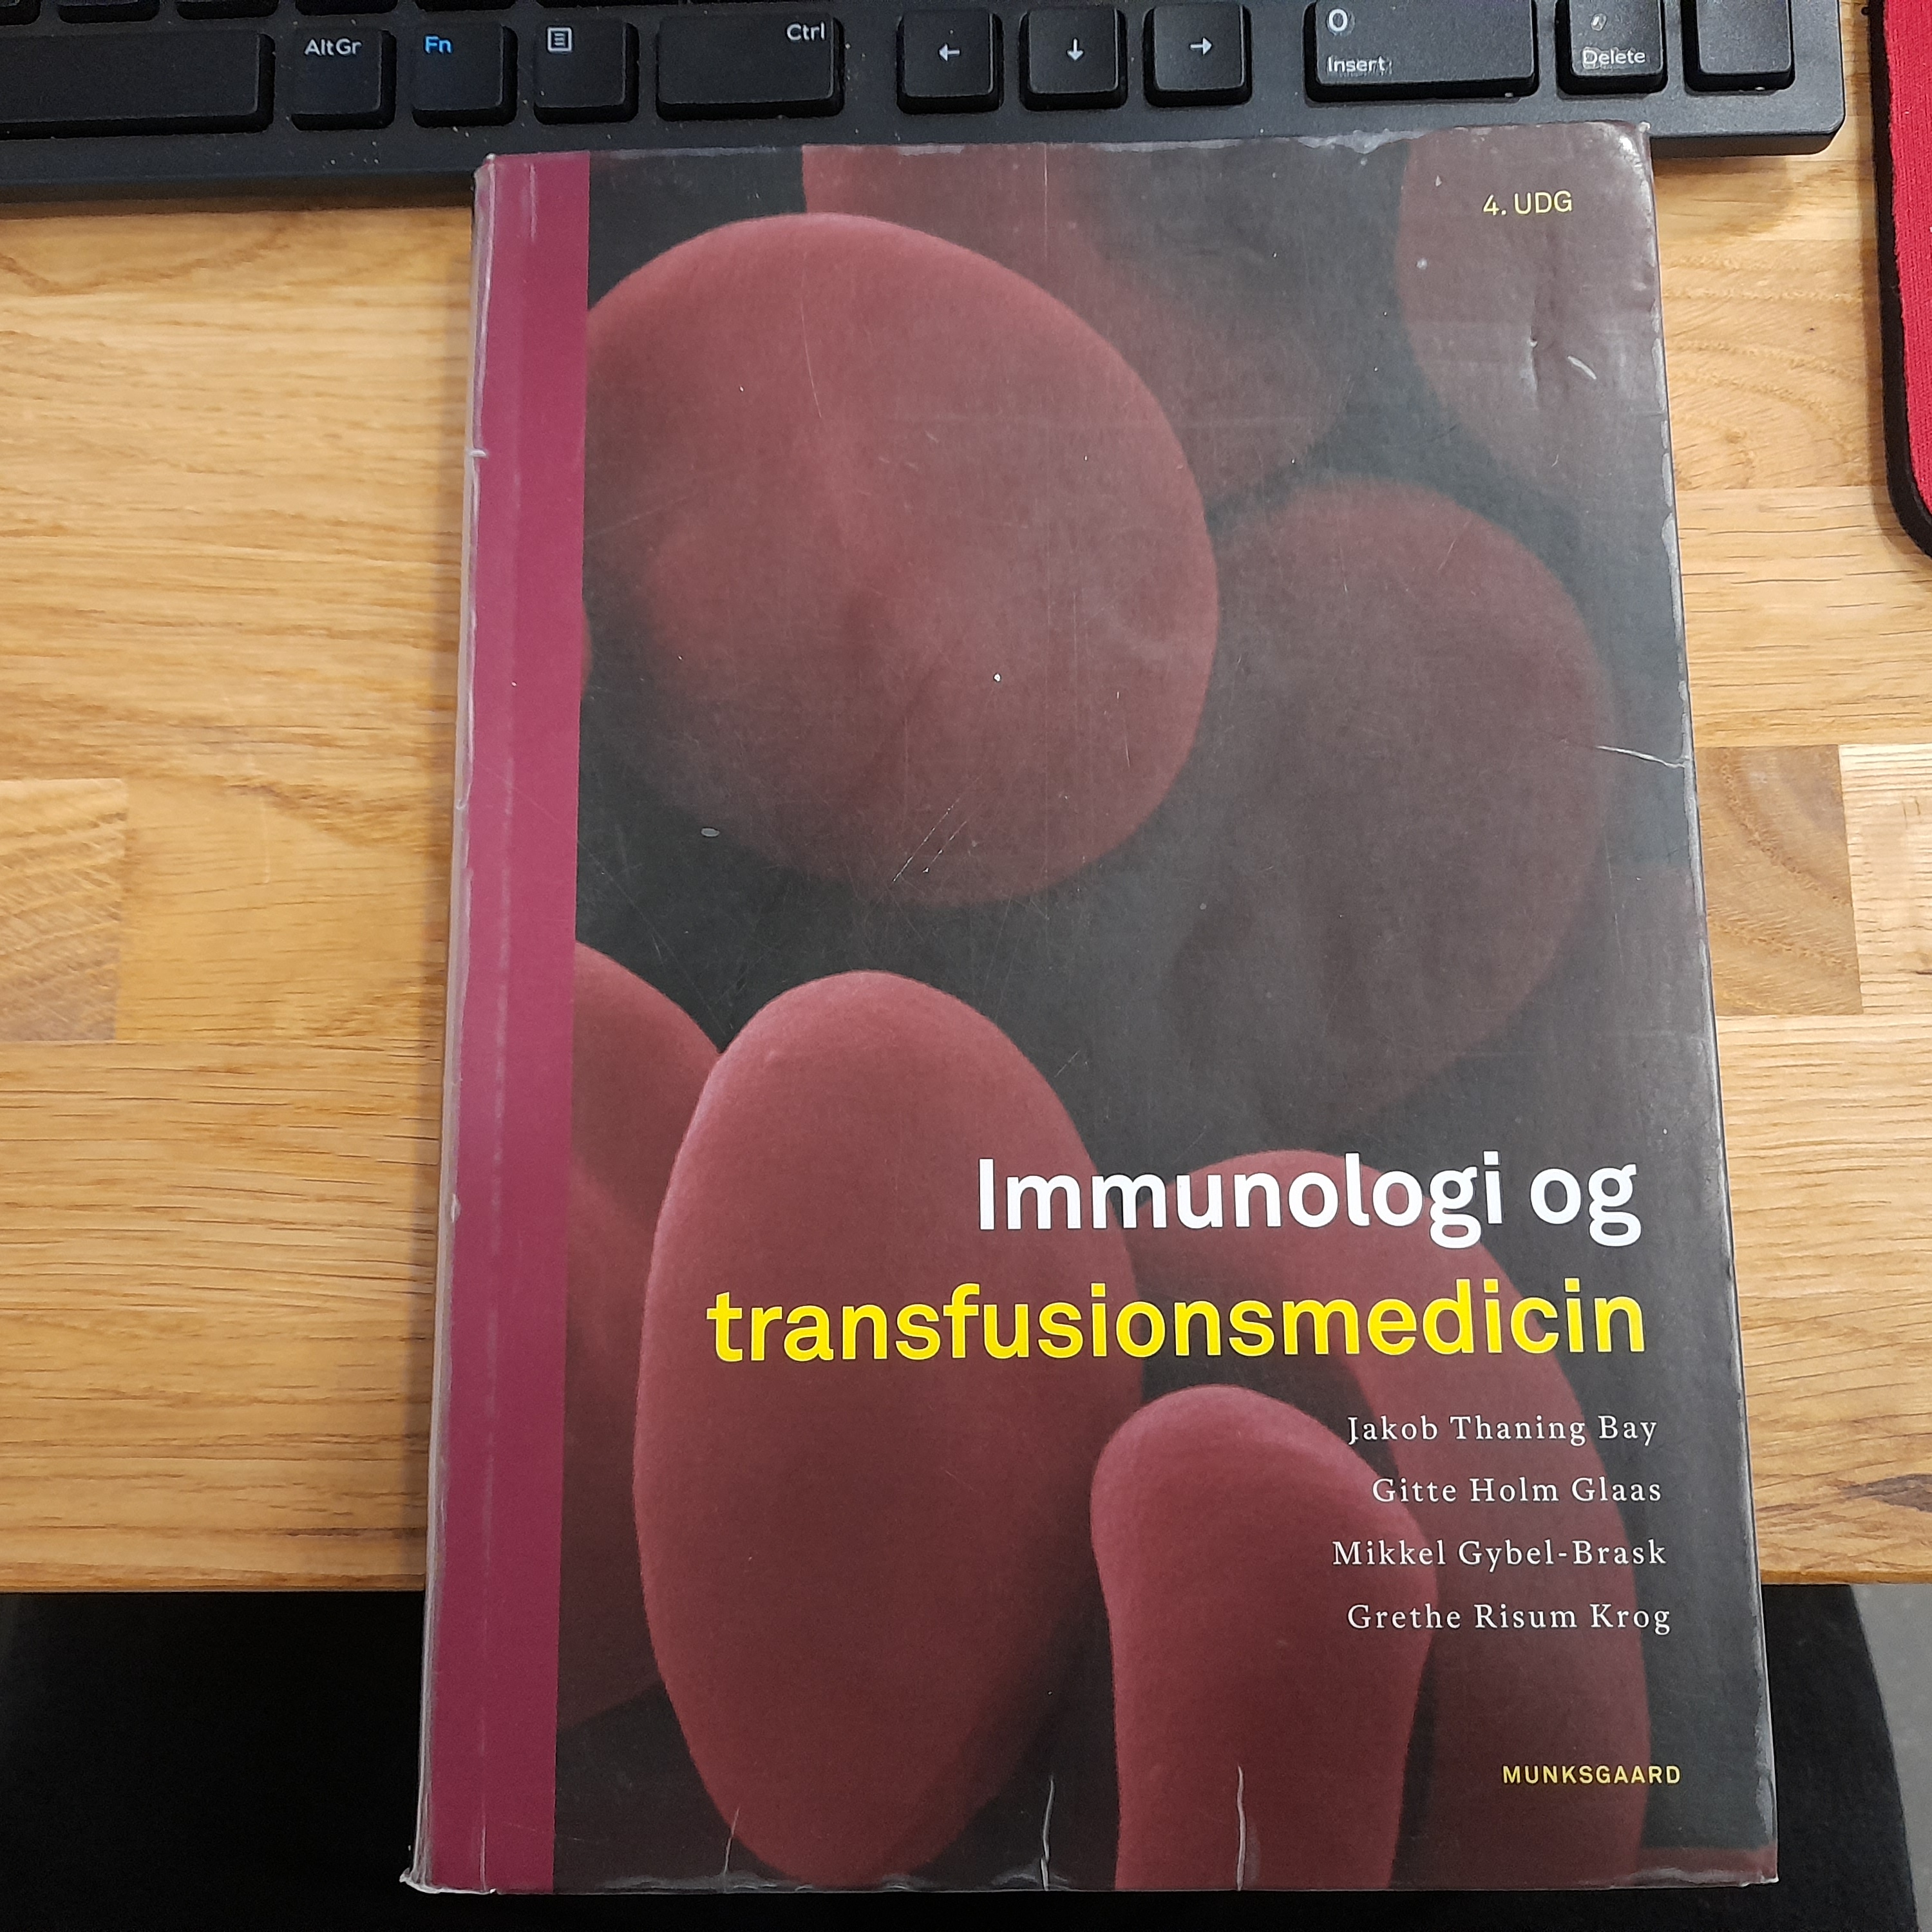 AltGr
Fn
Ctrl
←
↓
→
0
Insert
Delete
4. UDG
Immunologi og
transfusionsmedicin
Jakob Thaning Bay
Gitte Holm Glaas
Mikkel Gybel-Brask
Grethe Risum Krog
MUNKSGAARD